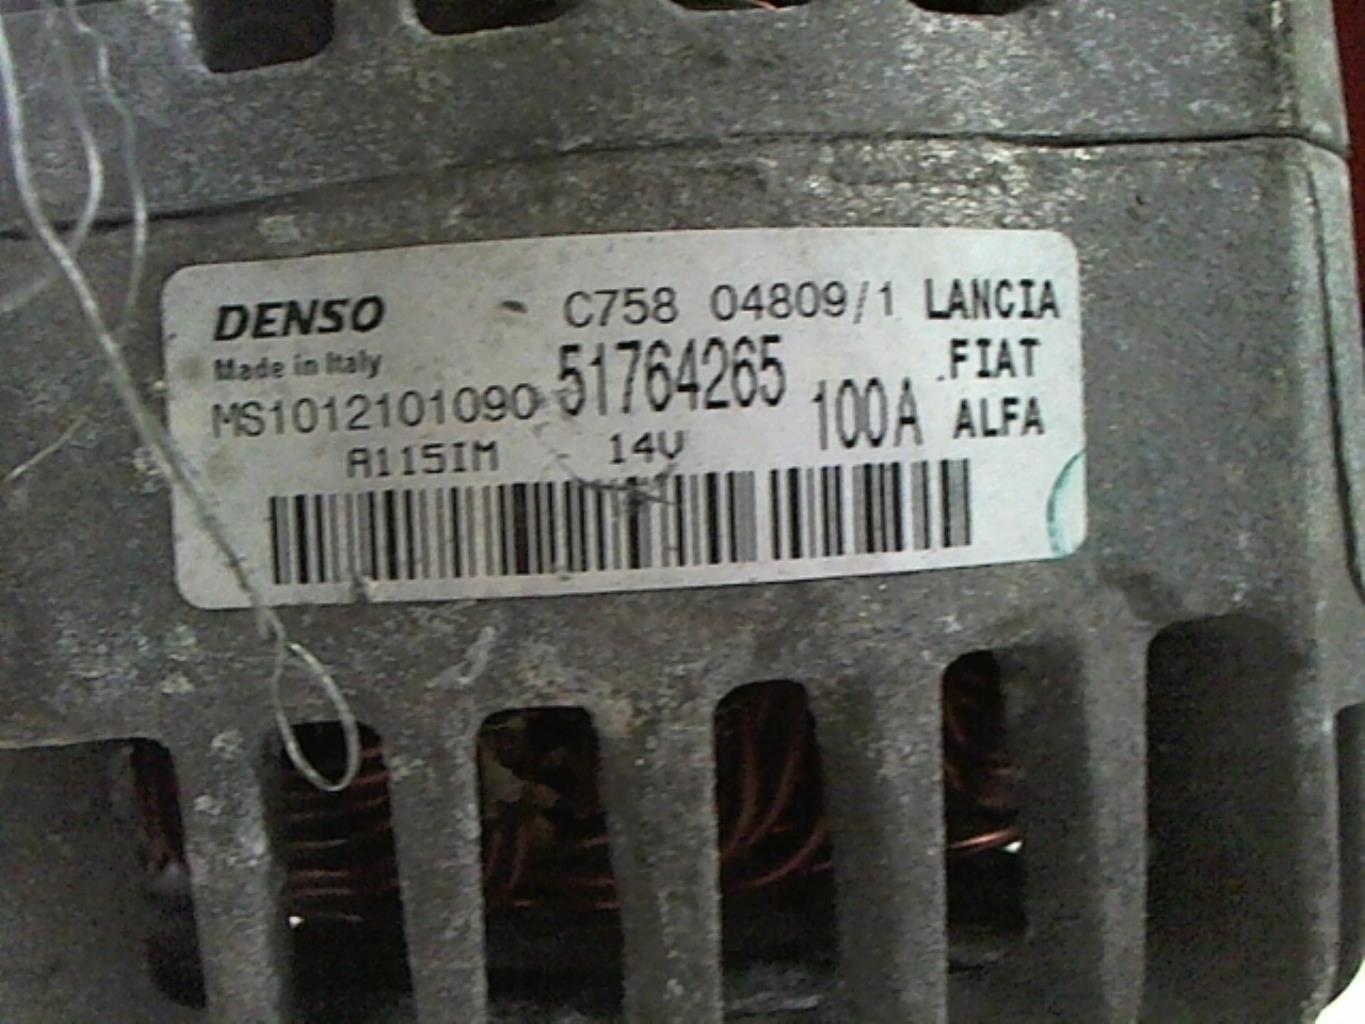 DENSO C758 04809/1 LANCIA
Made in Italy 51764265 FIAT
MS1012101090 100A ALFA
A115IM - 14V